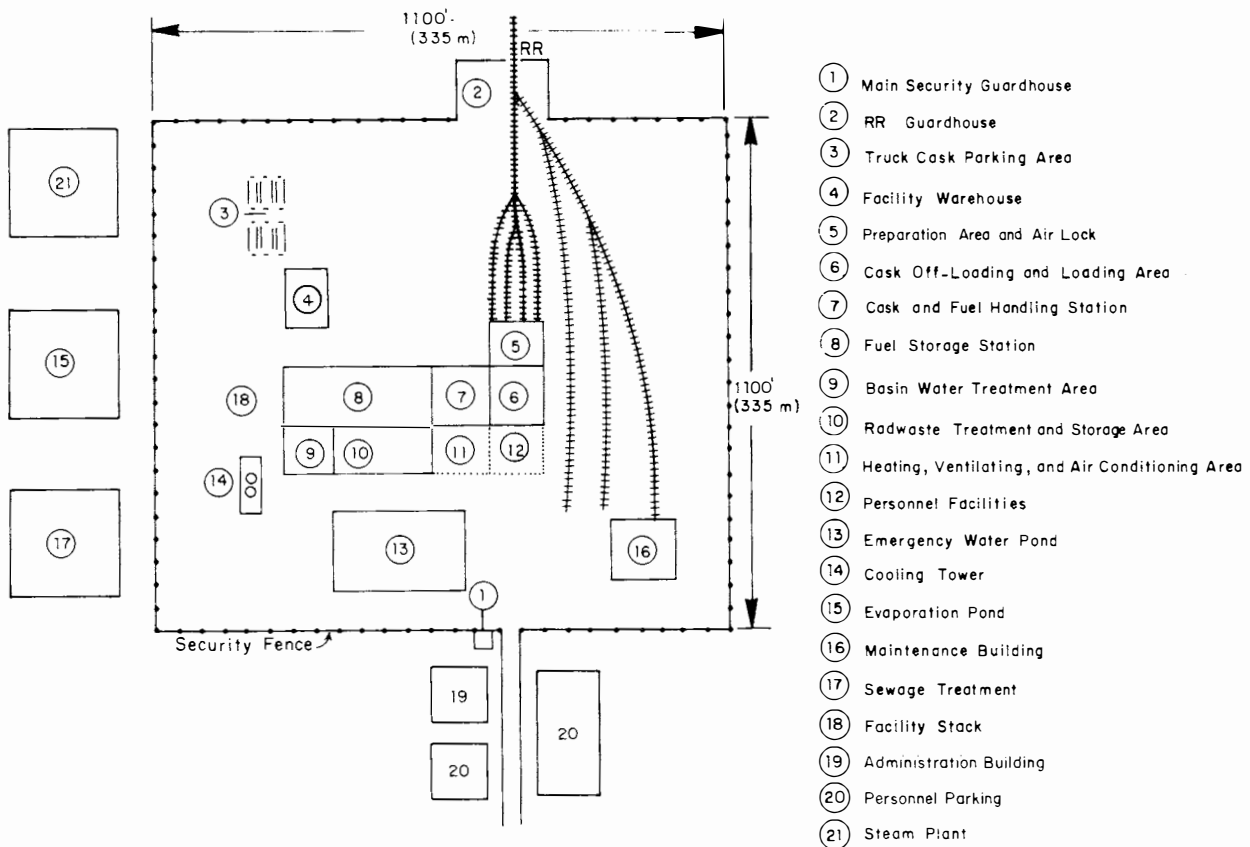 1100'-
(335 m)
RR
2
21
3
4
5
15
18
8
7
6
1100'
(335 m)
9
10
11
12
14
17
13
16
1
Security Fence
19
20
20
1 Main Security Guardhouse
2 RR Guardhouse
3 Truck Cask Parking Area
4 Facility Warehouse
5 Preparation Area and Air Lock
6 Cask Off-Loading and Loading Area
7 Cask and Fuel Handling Station
8 Fuel Storage Station
9 Basin Water Treatment Area
10 Radwaste Treatment and Storage Area
11 Heating, Ventilating, and Air Conditioning Area
12 Personnel Facilities
13 Emergency Water Pond
14 Cooling Tower
15 Evaporation Pond
16 Maintenance Building
17 Sewage Treatment
18 Facility Stack
19 Administration Building
20 Personnel Parking
21 Steam Plant